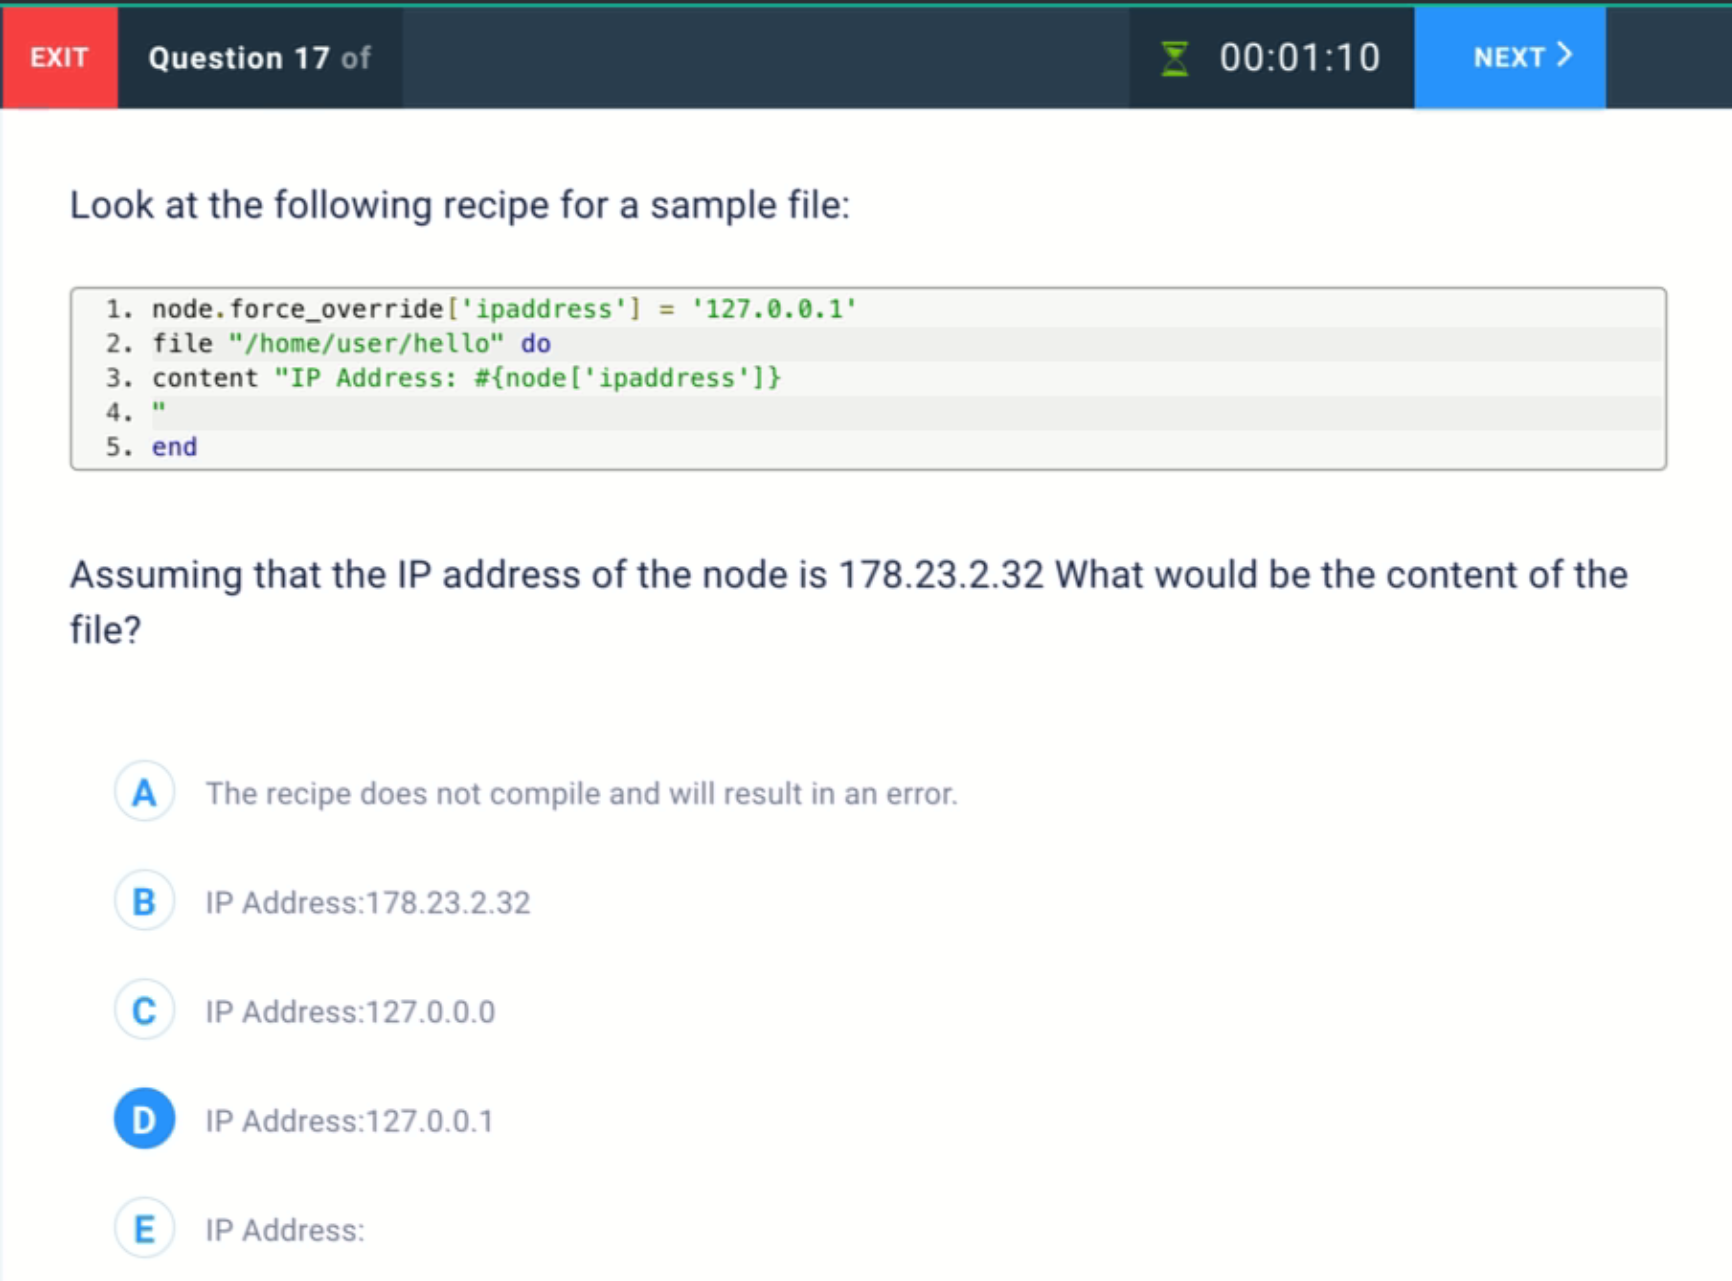 EXIT
Question 17 of
00:01:10
NEXT
Look at the following recipe for a sample file:
1. node.force_override['ipaddress'] = '127.0.0.1'
2. file "/home/user/hello" do
3. content "IP Address: #{node['ipaddress']}
4. "
5. end
Assuming that the IP address of the node is 178.23.2.32 What would be the content of the
file?
A The recipe does not compile and will result in an error.
B IP Address:178.23.2.32
C IP Address:127.0.0.0
D IP Address:127.0.0.1
E IP Address: